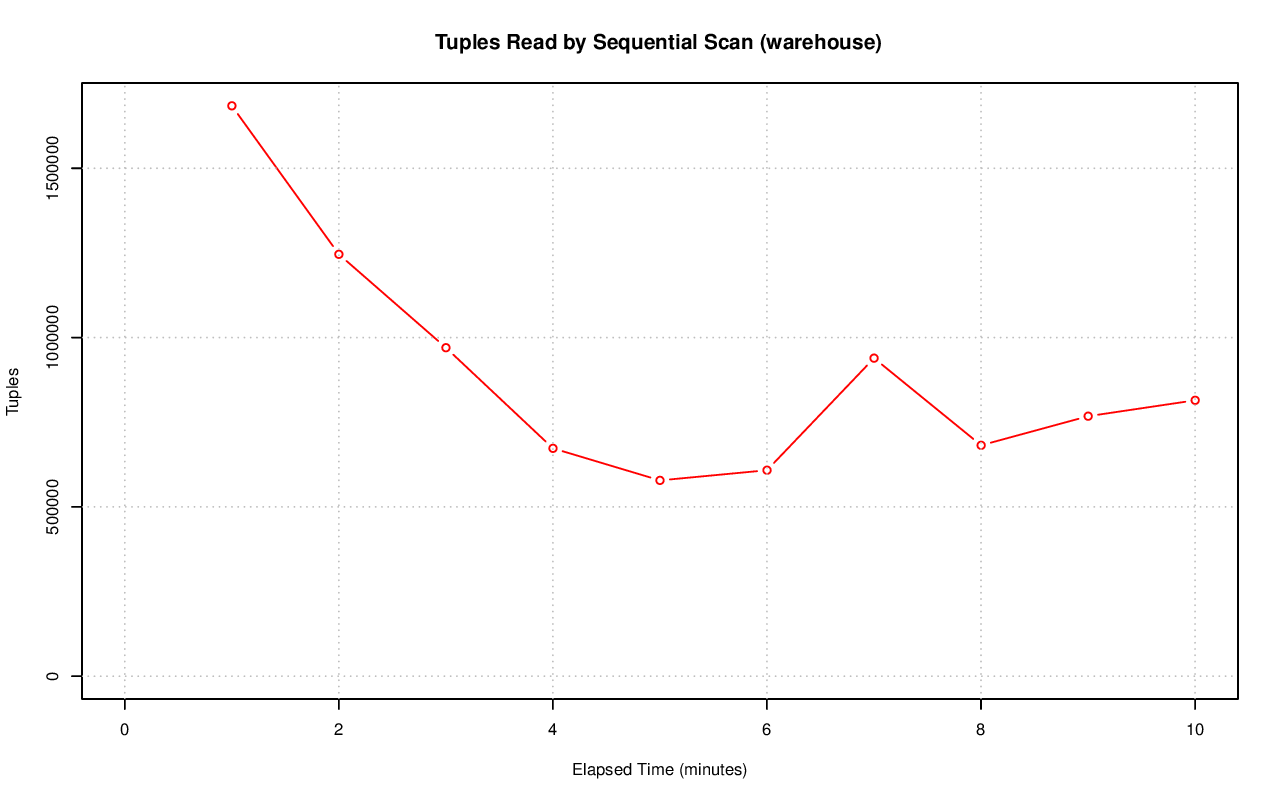 Tuples Read by Sequential Scan (warehouse)
Tuples
1500000
1000000
500000
0
0 2 4 6 8 10
Elapsed Time (minutes)